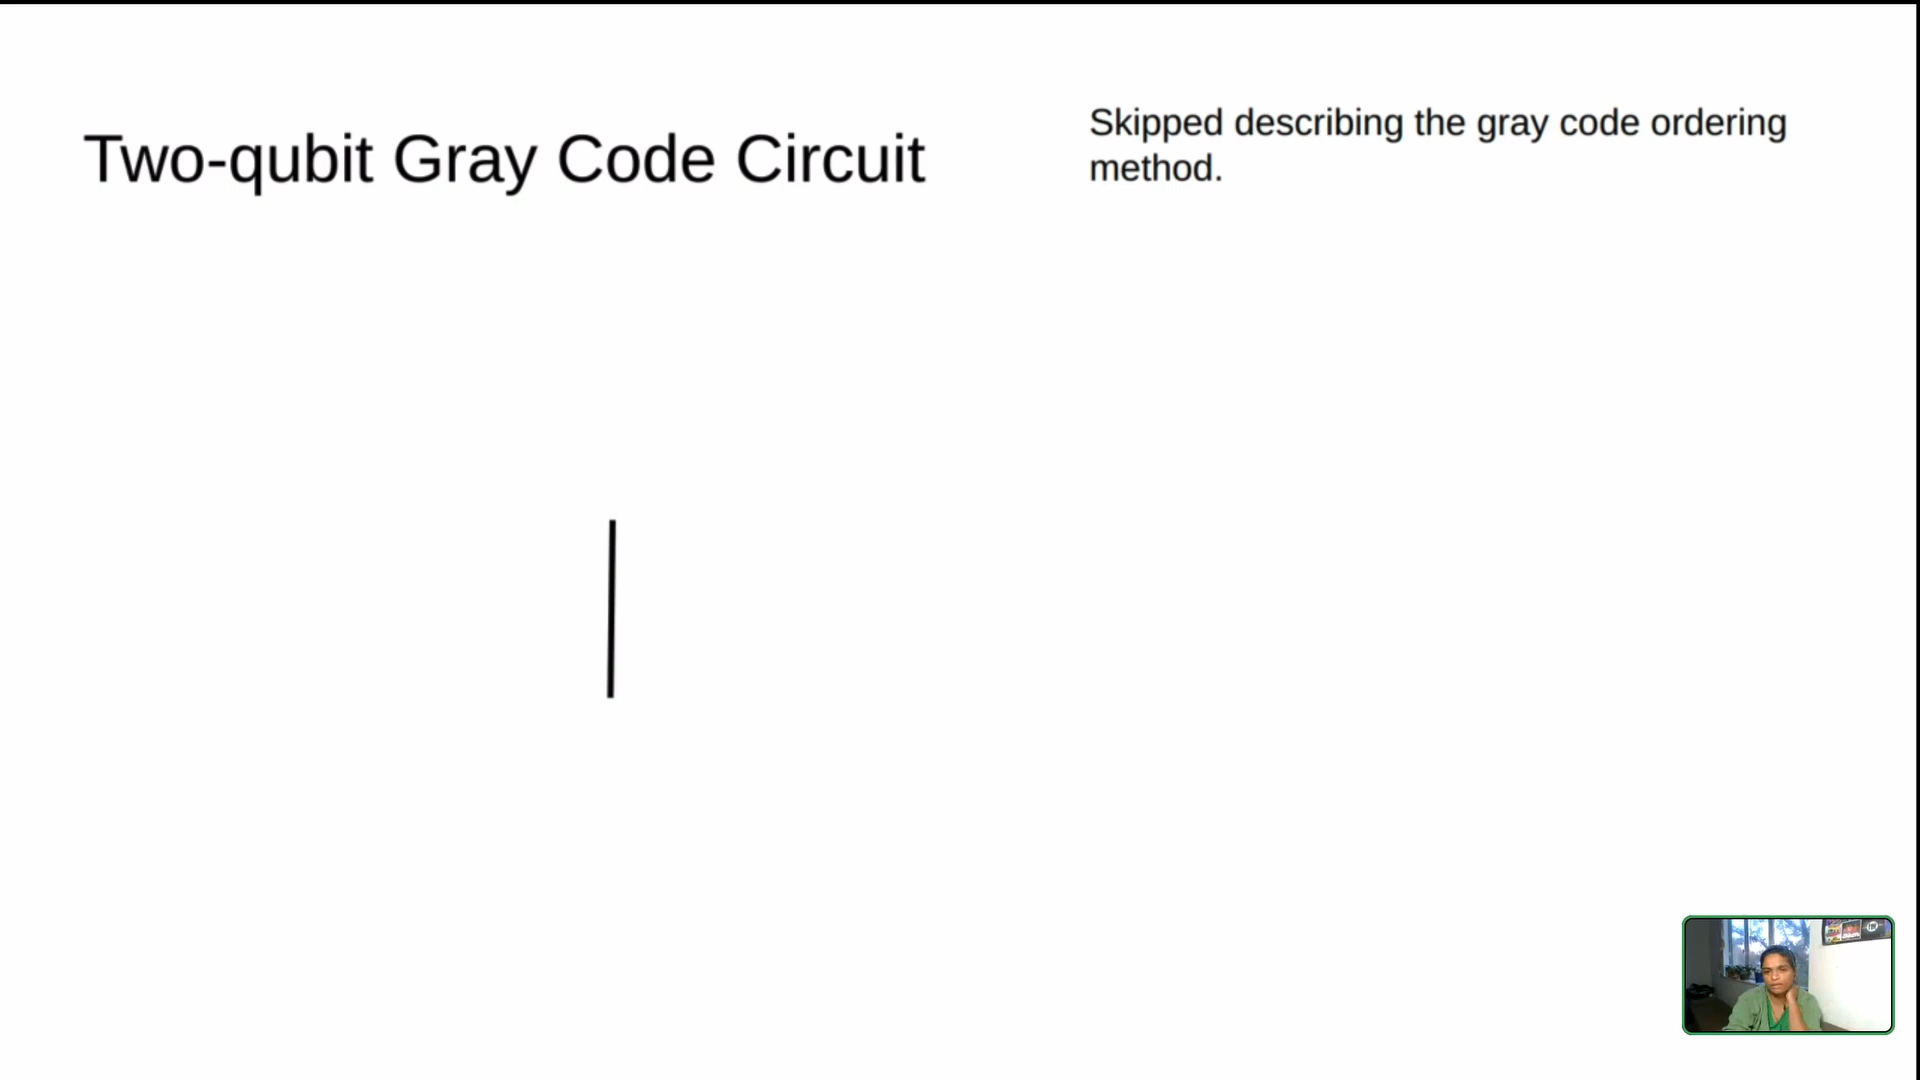 Two-qubit Gray Code Circuit
Skipped describing the gray code ordering
method.